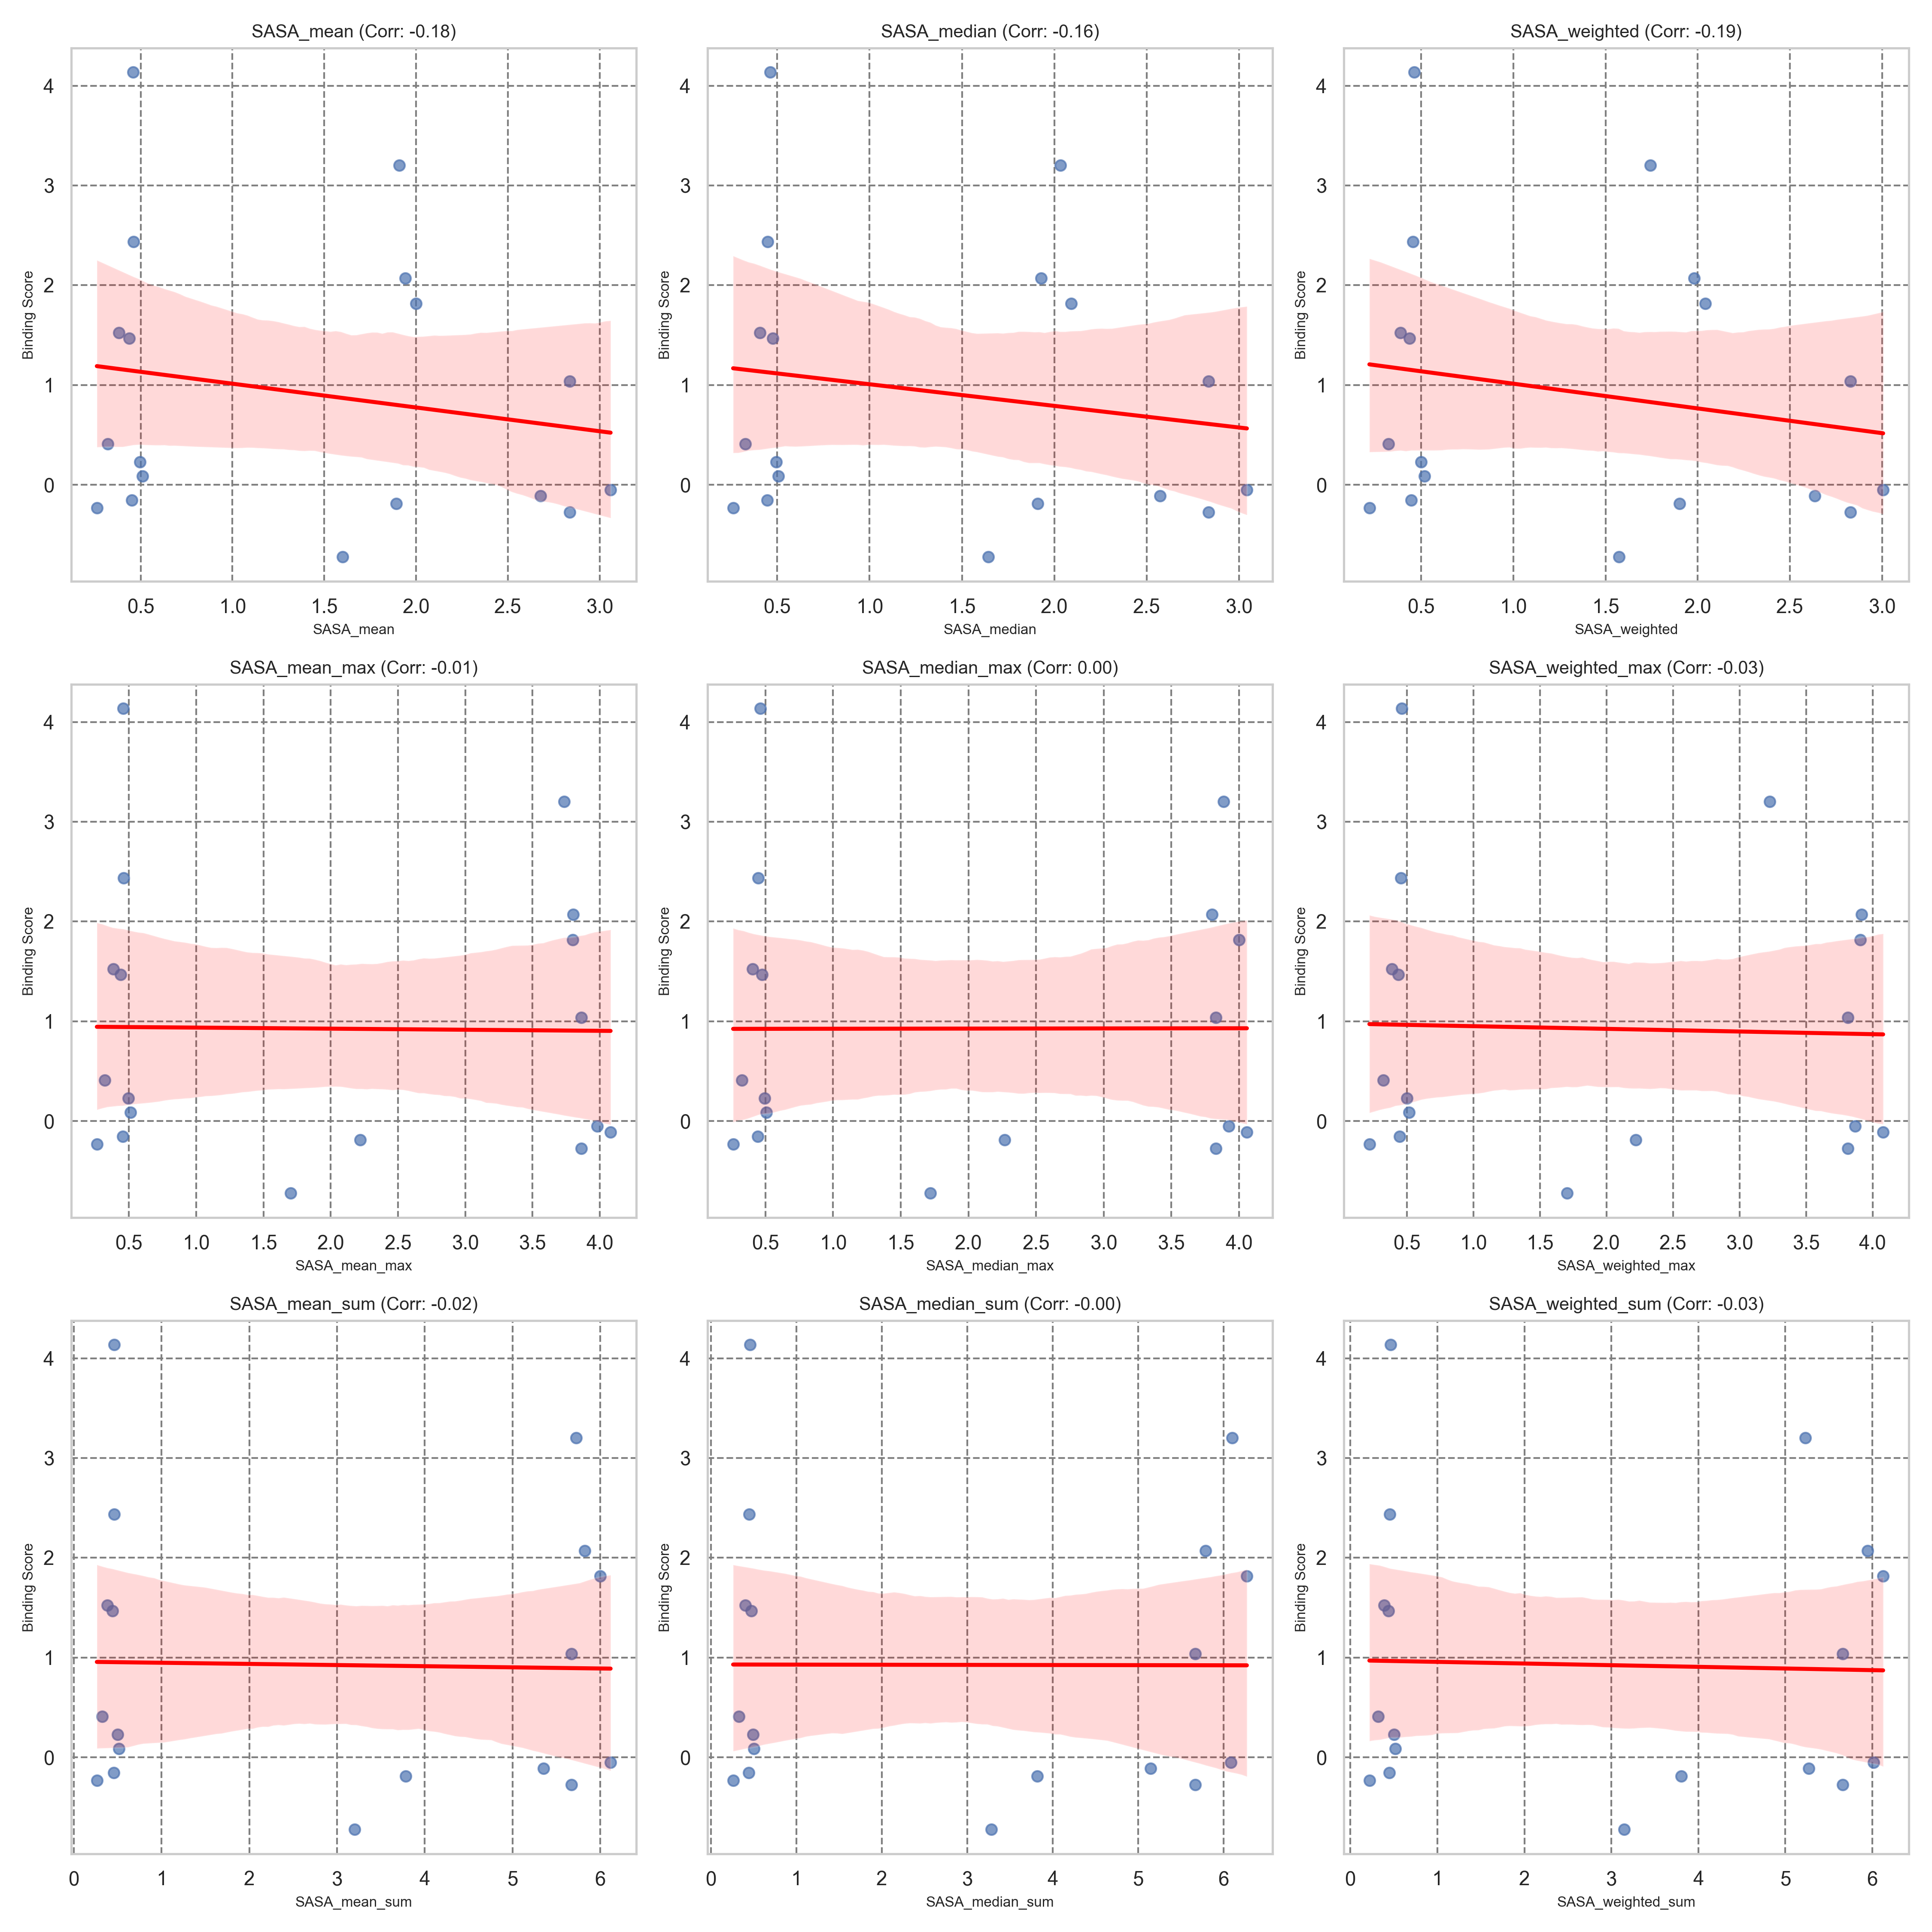 SASA_mean (Corr: -0.18)
SASA_median (Corr: -0.16)
SASA_weighted (Corr: -0.19)
4
3
2
1
0
Binding Score
0.5 1.0 1.5 2.0 2.5 3.0
SASA_mean
4
3
2
1
0
Binding Score
0.5 1.0 1.5 2.0 2.5 3.0
SASA_median
4
3
2
1
0
Binding Score
0.5 1.0 1.5 2.0 2.5 3.0
SASA_weighted
SASA_mean_max (Corr: -0.01)
SASA_median_max (Corr: 0.00)
SASA_weighted_max (Corr: -0.03)
4
3
2
1
0
Binding Score
0.5 1.0 1.5 2.0 2.5 3.0 3.5 4.0
SASA_mean_max
4
3
2
1
0
Binding Score
0.5 1.0 1.5 2.0 2.5 3.0 3.5 4.0
SASA_median_max
4
3
2
1
0
Binding Score
0.5 1.0 1.5 2.0 2.5 3.0 3.5 4.0
SASA_weighted_max
SASA_mean_sum (Corr: -0.02)
SASA_median_sum (Corr: -0.00)
SASA_weighted_sum (Corr: -0.03)
4
3
2
1
0
Binding Score
0 1 2 3 4 5 6
SASA_mean_sum
4
3
2
1
0
Binding Score
0 1 2 3 4 5 6
SASA_median_sum
4
3
2
1
0
Binding Score
0 1 2 3 4 5 6
SASA_weighted_sum